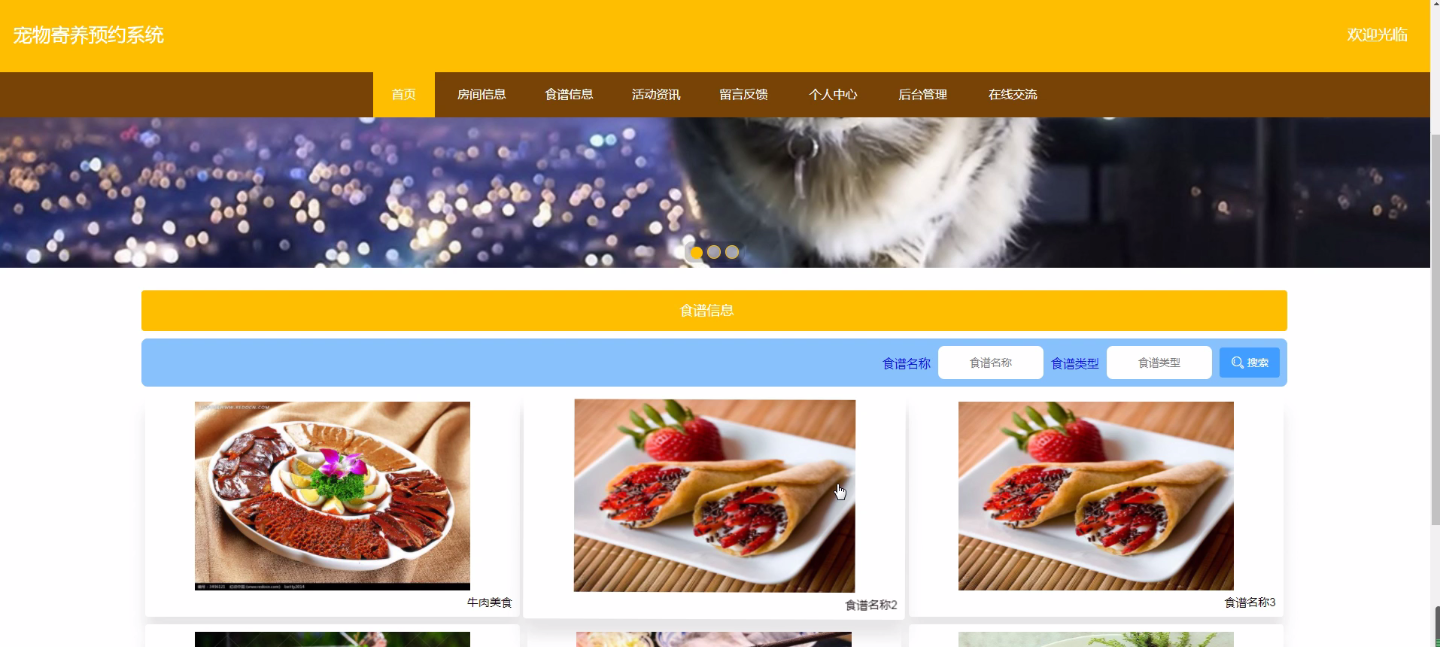 宠物寄养预约系统
欢迎光临
首页 房间信息 食谱信息 活动资讯 留言反馈 个人中心 后台管理 在线交流
食谱信息
食谱名称 食谱名称 食谱类型 食谱类型 搜索
牛肉美食
食谱名称2
食谱名称3